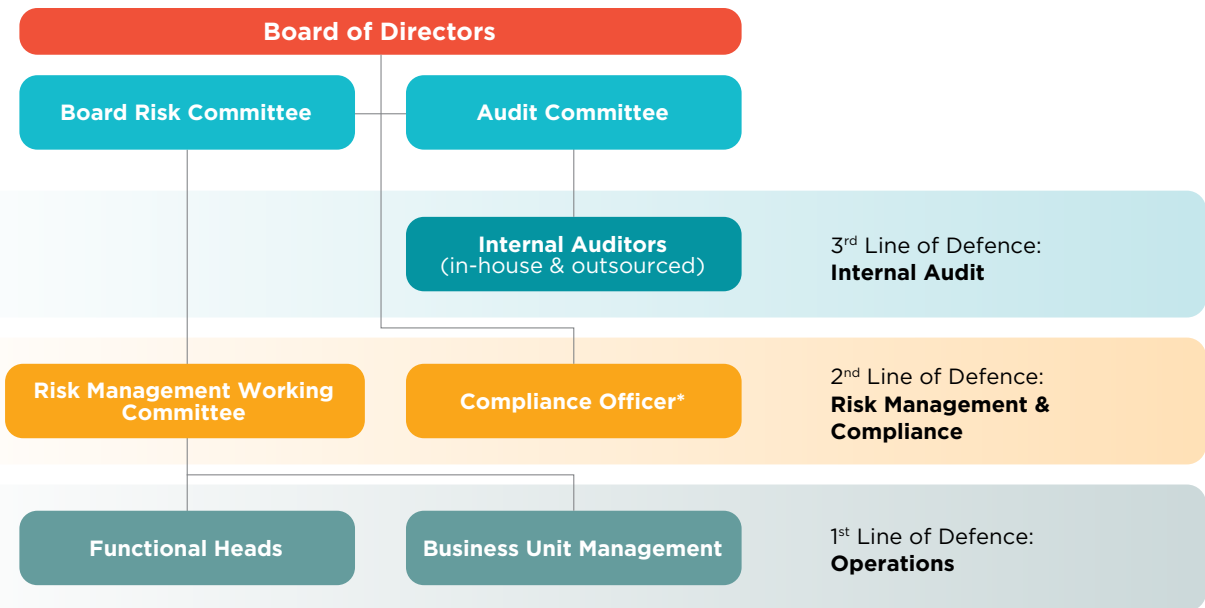 Board of Directors
Board Risk Committee
Audit Committee
Internal Auditors
(in-house & outsourced)
3rd Line of Defence:
Internal Audit
Risk Management Working
Committee
Compliance Officer*
2nd Line of Defence:
Risk Management &
Compliance
Functional Heads
Business Unit Management
1st Line of Defence:
Operations